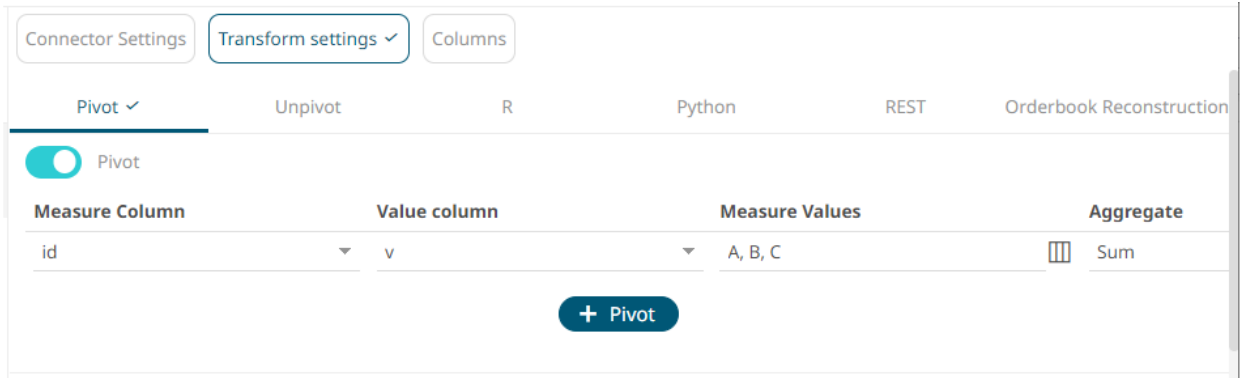 Connector Settings Transform settings Columns
Pivot Unpivot R Python REST Orderbook Reconstruction
Pivot
Measure Column Value column Measure Values Aggregate
id v A, B, C Sum
+ Pivot